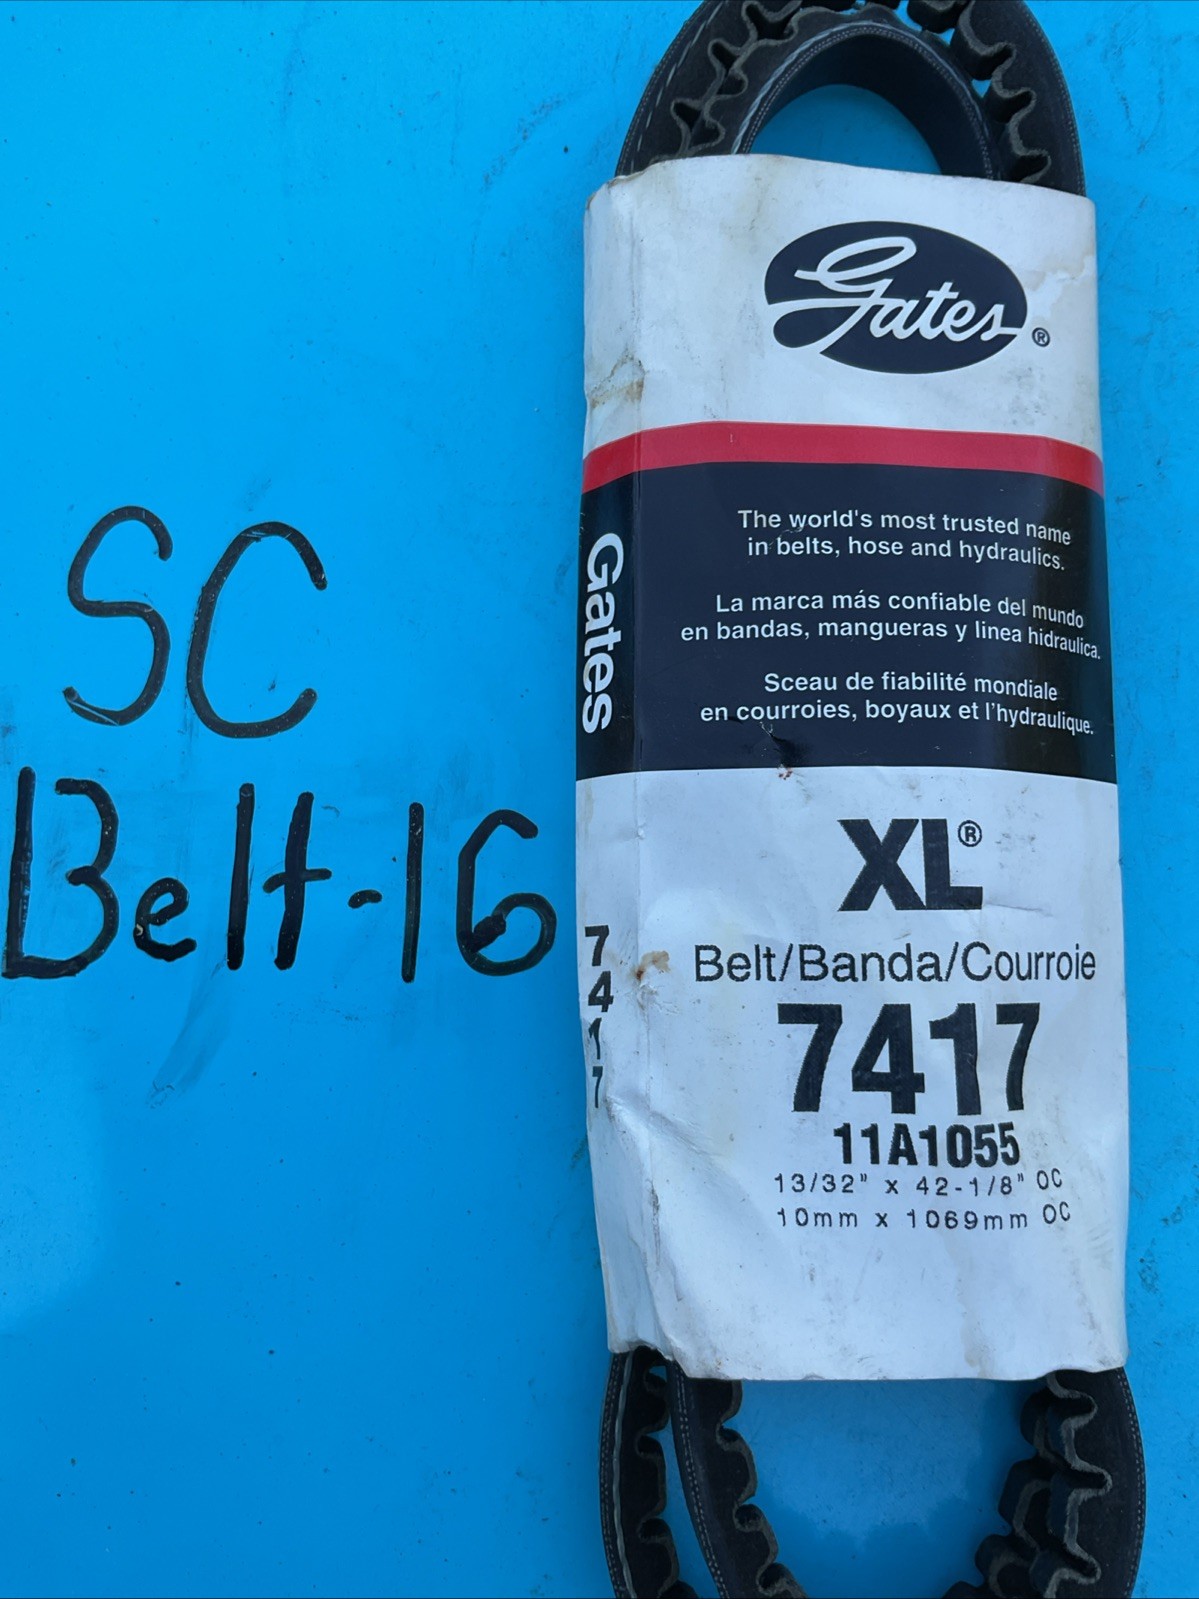 SC
Belt-16
Gates®
The world's most trusted name
in belts, hose and hydraulics.
La marca más confiable del mundo
en bandas, mangueras y linea hidraulica.
Sceau de fiabilité mondiale
en courroies, boyaux et l'hydraulique.
Gates
XL®
Belt/Banda/Courroie
7417
11A1055
13/32" x 42-1/8" OC
10mm x 1069mm OC
7417